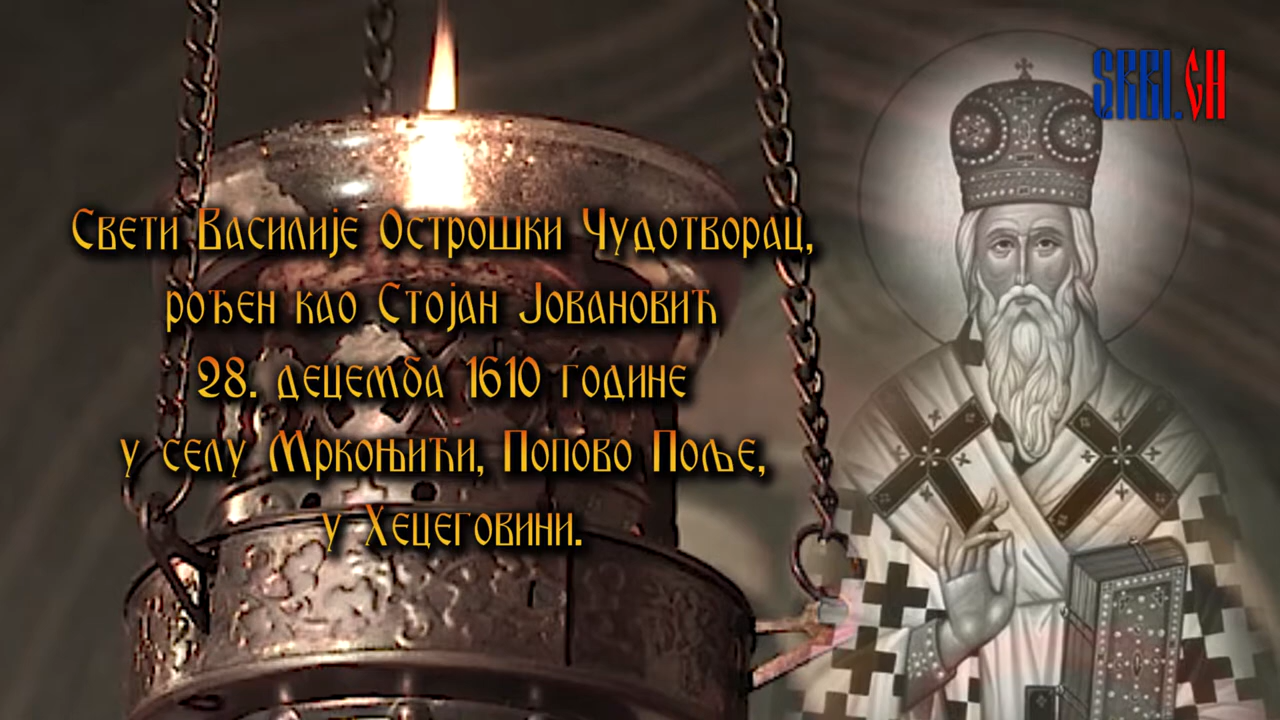 SRBI.CH
Свети Василије Острошки Чудотворац,
рођен као Стојан Јовановић
28. децемба 1610 године
у селу Мркоњићи, Попово Поље,
у Хецеговини.